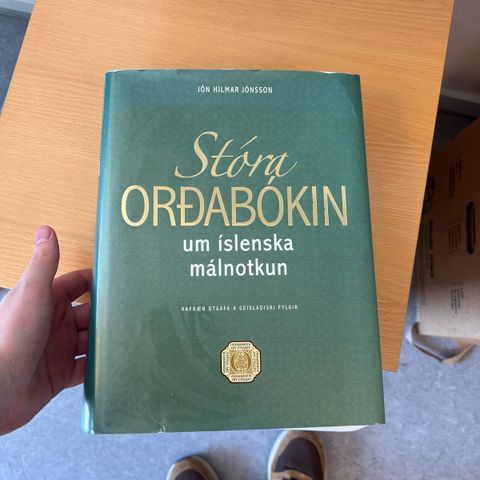 JÓN HILMAR JÓNSSON
Stóra
ORÐABÓKIN
um íslenska
málnotkun
RAFRÆN ÚTGÁFA Á GEISLADISKI FYLGIR